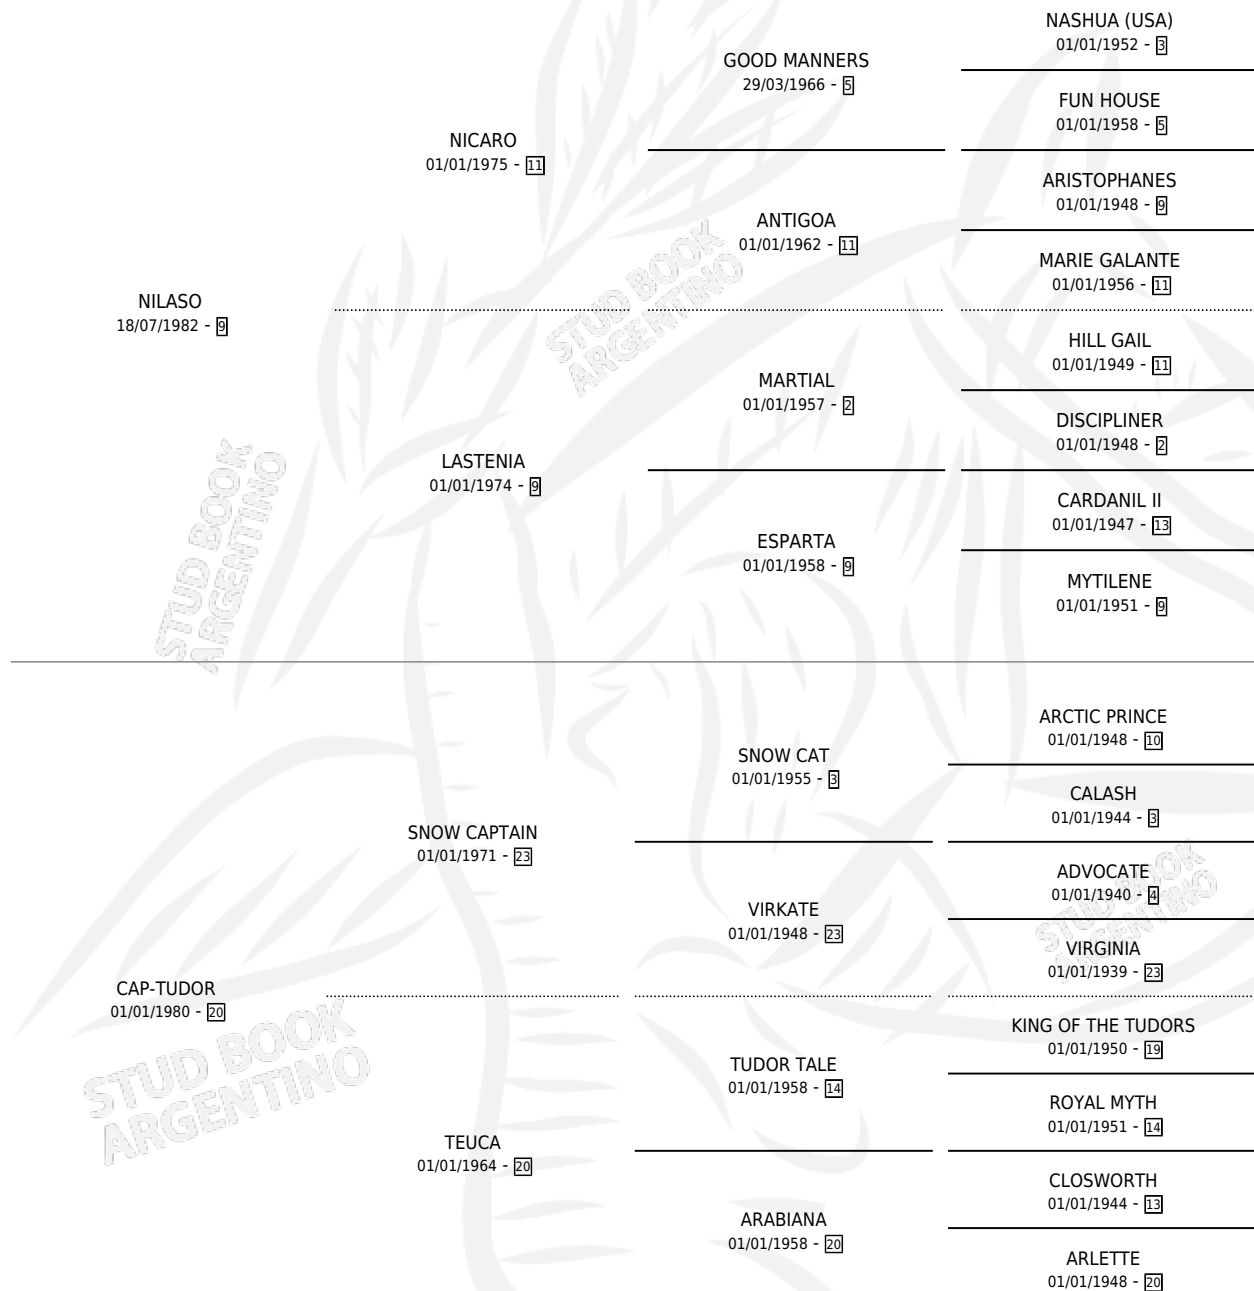 NASHUA (USA)
01/01/1952 - 3
GOOD MANNERS
29/03/1966 - 5
FUN HOUSE
01/01/1958 - 5
NICARO
01/01/1975 - 11
ARISTOPHANES
01/01/1948 - 9
ANTIGOA
01/01/1962 - 11
MARIE GALANTE
01/01/1956 - 11
NILASO
18/07/1982 - 9
HILL GAIL
01/01/1949 - 11
MARTIAL
01/01/1957 - 2
DISCIPLINER
01/01/1948 - 2
LASTENIA
01/01/1974 - 9
CARDANIL II
01/01/1947 - 13
ESPARTA
01/01/1958 - 9
MYTILENE
01/01/1951 - 9
STUD BOOK
ARGENTINO
STUD BOOK
ARGENTINO
ARCTIC PRINCE
01/01/1948 - 10
SNOW CAT
01/01/1955 - 3
CALASH
01/01/1944 - 3
SNOW CAPTAIN
01/01/1971 - 23
ADVOCATE
01/01/1940 - 4
VIRKATE
01/01/1948 - 23
VIRGINIA
01/01/1939 - 23
STUD BOOK
ARGENTINO
CAP-TUDOR
01/01/1980 - 20
KING OF THE TUDORS
01/01/1950 - 19
TUDOR TALE
01/01/1958 - 14
ROYAL MYTH
01/01/1951 - 14
TEUCA
01/01/1964 - 20
CLOSWORTH
01/01/1944 - 13
ARABIANA
01/01/1958 - 20
ARLETTE
01/01/1948 - 20
STUD BOOK
ARGENTINO